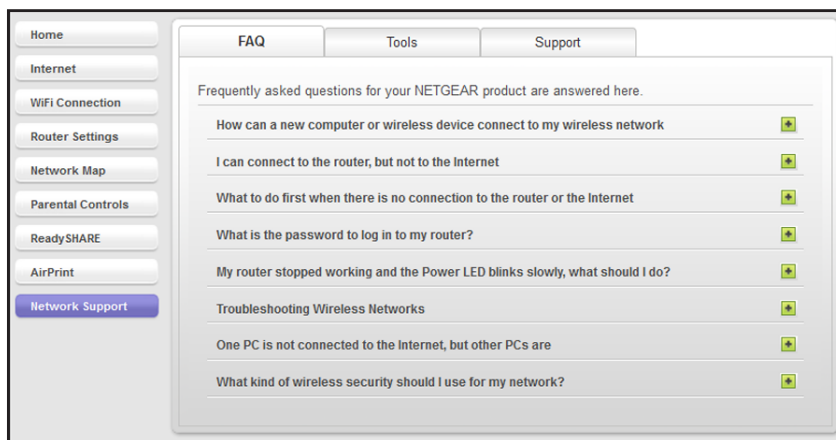 Home
Internet
WiFi Connection
Router Settings
Network Map
Parental Controls
ReadySHARE
AirPrint
Network Support
FAQ
Tools
Support
Frequently asked questions for your NETGEAR product are answered here.
How can a new computer or wireless device connect to my wireless network
I can connect to the router, but not to the Internet
What to do first when there is no connection to the router or the Internet
What is the password to log in to my router?
My router stopped working and the Power LED blinks slowly, what should I do?
Troubleshooting Wireless Networks
One PC is not connected to the Internet, but other PCs are
What kind of wireless security should I use for my network?